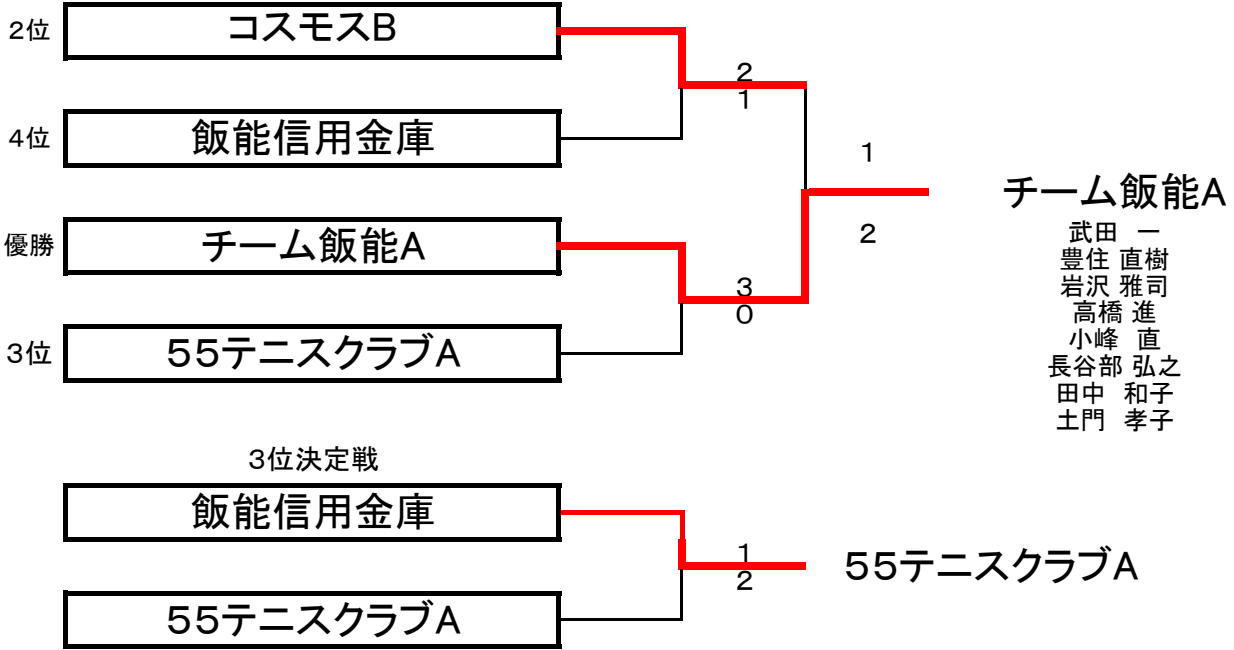 2位 コスモスB
2
1
4位 飯能信用金庫
1
チーム飯能A
優勝 チーム飯能A
2
武田 一
豊住 直樹
岩沢 雅司
高橋 進
小峰 直
長谷部 弘之
田中 和子
土門 孝子
3
0
3位 55テニスクラブA
3位決定戦
飯能信用金庫
1
2
55テニスクラブA
55テニスクラブA